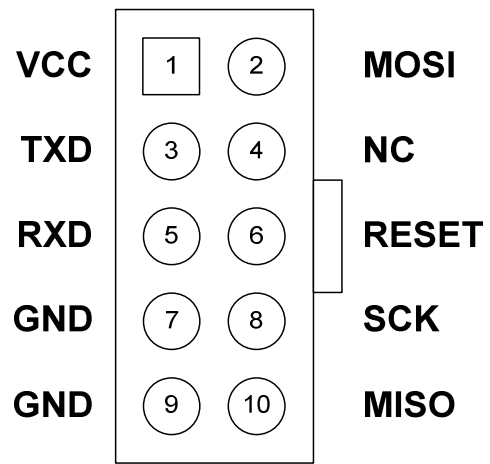 VCC 1 2 MOSI
TXD 3 4 NC
RXD 5 6 RESET
GND 7 8 SCK
GND 9 10 MISO